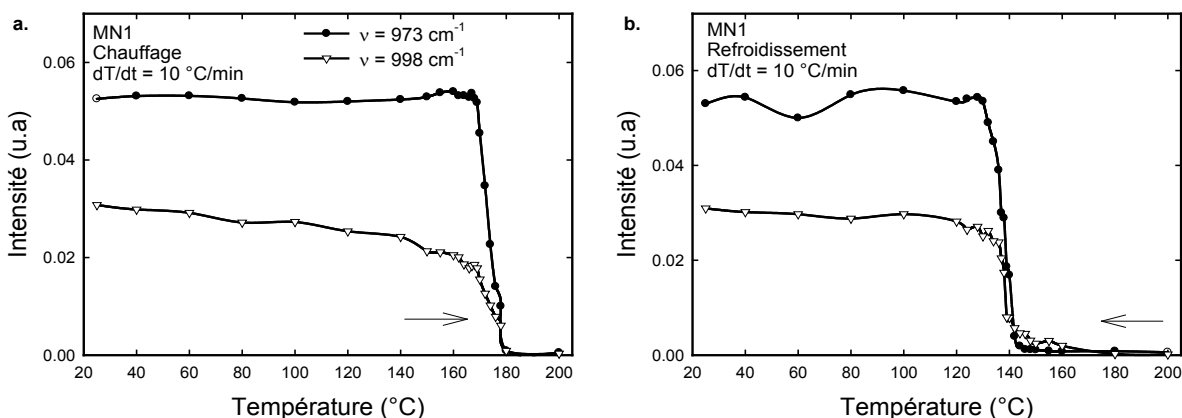 a.
MN1
Chauffage
dT/dt = 10 °C/min
ν = 973 cm⁻¹
ν = 998 cm⁻¹
0.06
0.04
0.02
0.00
Intensité (u.a)
20 40 60 80 100 120 140 160 180 200
Température (°C)
b.
MN1
Refroidissement
dT/dt = 10 °C/min
0.06
0.04
0.02
0.00
Intensité (u.a)
20 40 60 80 100 120 140 160 180 200
Température (°C)